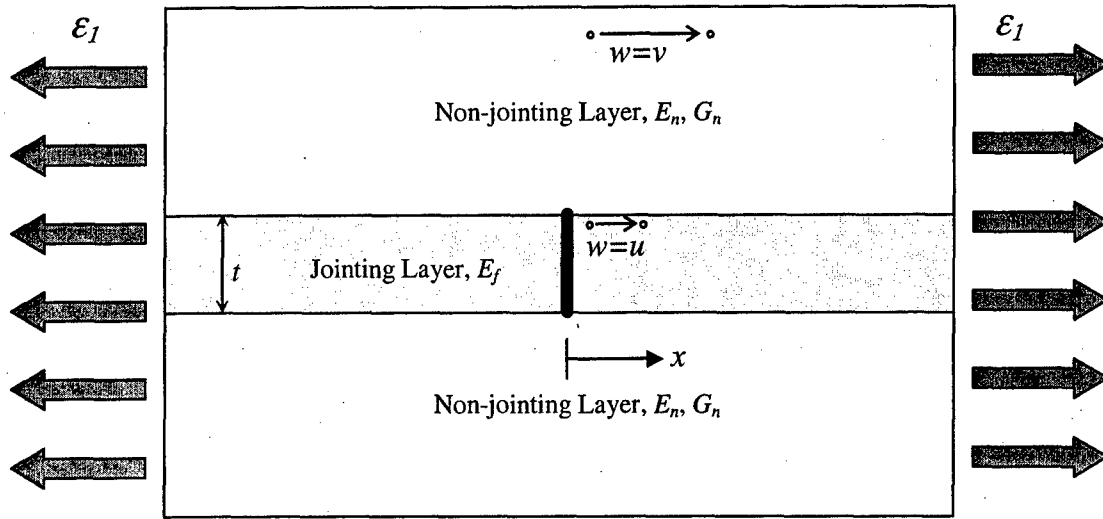 ε1 ε1
w=v
Non-jointing Layer, En, Gn
t
w=u
Jointing Layer, Ef
x
Non-jointing Layer, En, Gn